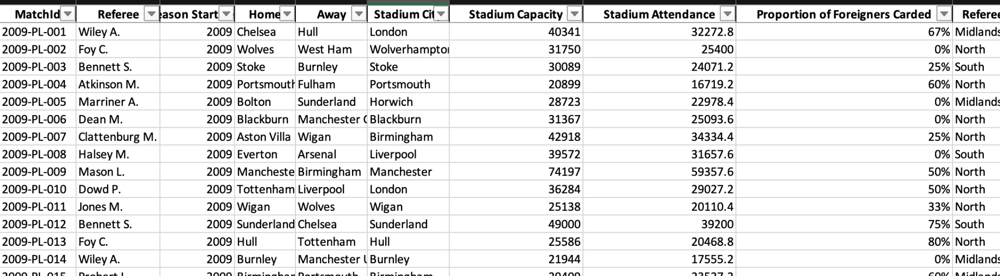 MatchId Referee eason Start Home Away Stadium Cit Stadium Capacity Stadium Attendance Proportion of Foreigners Carded Referee
2009-PL-001 Wiley A. 2009 Chelsea Hull London 40341 32272.8 67% Midlands
2009-PL-002 Foy C. 2009 Wolves West Ham Wolverhampton 31750 25400 0% North
2009-PL-003 Bennett S. 2009 Stoke Burnley Stoke 30089 24071.2 25% South
2009-PL-004 Atkinson M. 2009 Portsmouth Fulham Portsmouth 20899 16719.2 60% North
2009-PL-005 Marriner A. 2009 Bolton Sunderland Horwich 28723 22978.4 0% Midlands
2009-PL-006 Dean M. 2009 Blackburn Manchester Blackburn 31367 25093.6 0% North
2009-PL-007 Clattenburg M. 2009 Aston Villa Wigan Birmingham 42918 34334.4 25% North
2009-PL-008 Halsey M. 2009 Everton Arsenal Liverpool 39572 31657.6 0% South
2009-PL-009 Mason L. 2009 Mancheste Birmingham Manchester 74197 59357.6 50% North
2009-PL-010 Dowd P. 2009 Tottenham Liverpool London 36284 29027.2 50% North
2009-PL-011 Jones M. 2009 Wigan Wolves Wigan 25138 20110.4 33% North
2009-PL-012 Bennett S. 2009 Sunderland Chelsea Sunderland 49000 39200 75% South
2009-PL-013 Foy C. 2009 Hull Tottenham Hull 25586 20468.8 80% North
2009-PL-014 Wiley A. 2009 Burnley Manchester Burnley 21944 17555.2 0% Midlands